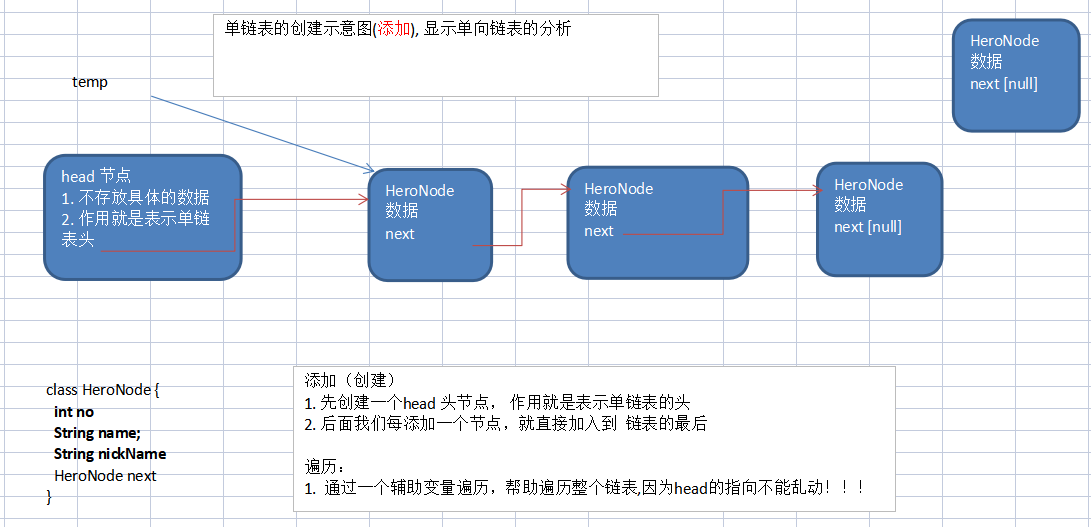 单链表的创建示意图(添加), 显示单向链表的分析
HeroNode
数据
next [null]
temp
head 节点
1. 不存放具体的数据
2. 作用就是表示单链
表头
HeroNode
数据
next
HeroNode
数据
next
HeroNode
数据
next [null]
class HeroNode {
int no
String name;
String nickName
HeroNode next
}
添加（创建）
1. 先创建一个head 头节点， 作用就是表示单链表的头
2. 后面我们每添加一个节点，就直接加入到 链表的最后
遍历：
1. 通过一个辅助变量遍历，帮助遍历整个链表,因为head的指向不能乱动！！！